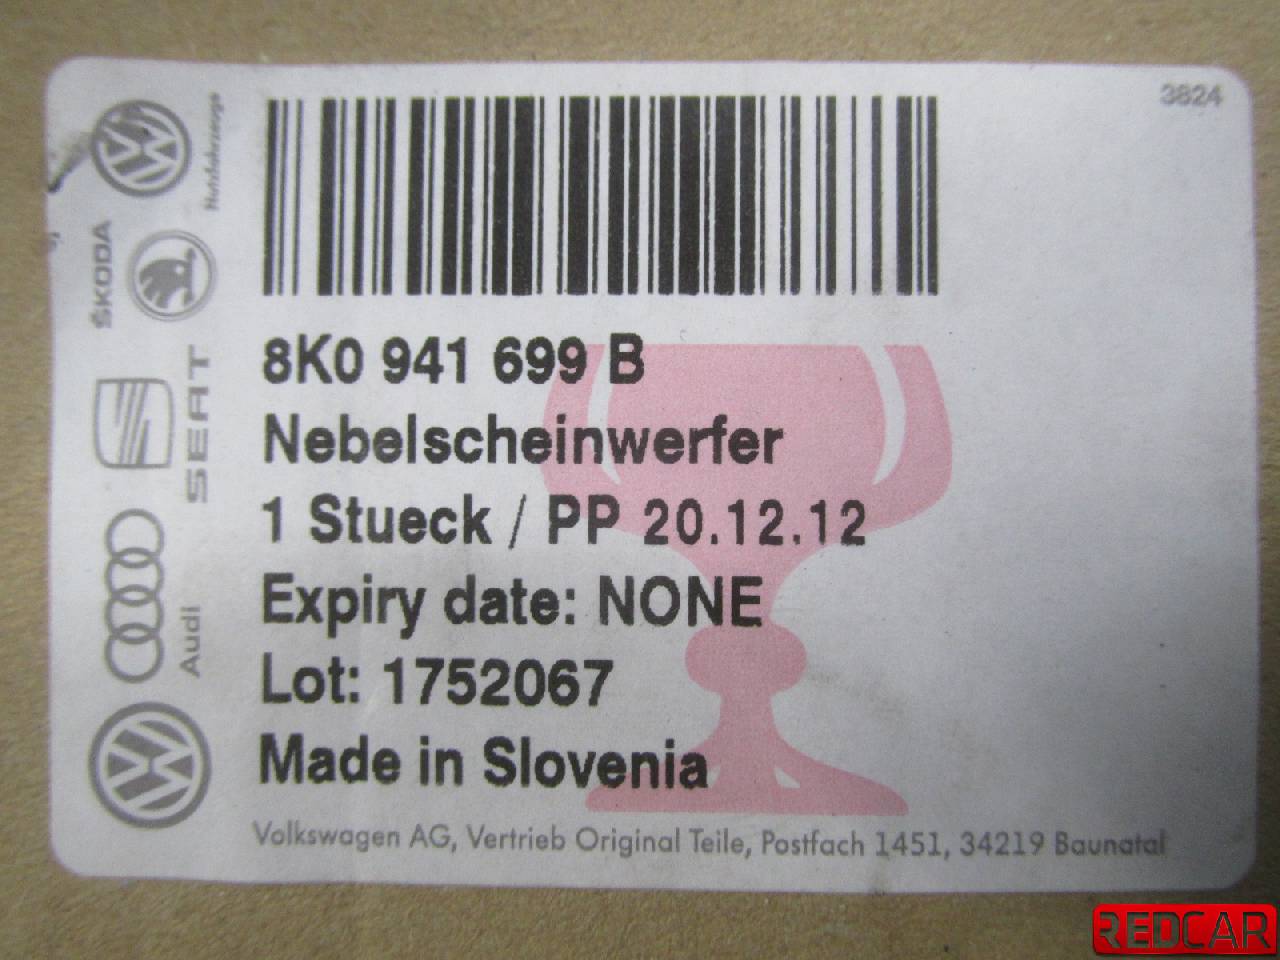 3824
Nutzfahrzeuge
ŠKODA
SEAT
Audi
8K0 941 699 B
Nebelscheinwerfer
1 Stueck / PP 20.12.12
Expiry date: NONE
Lot: 1752067
Made in Slovenia
Volkswagen AG, Vertrieb Original Teile, Postfach 1451, 34219 Baunatal
REDCAR